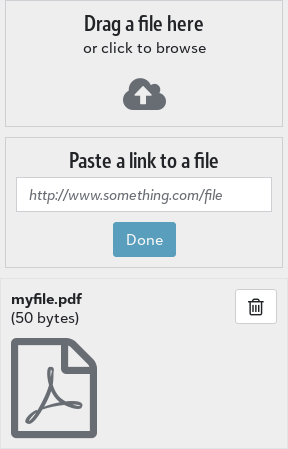 Drag a file here
or click to browse
Paste a link to a file
http://www.something.com/file
Done
myfile.pdf
(50 bytes)